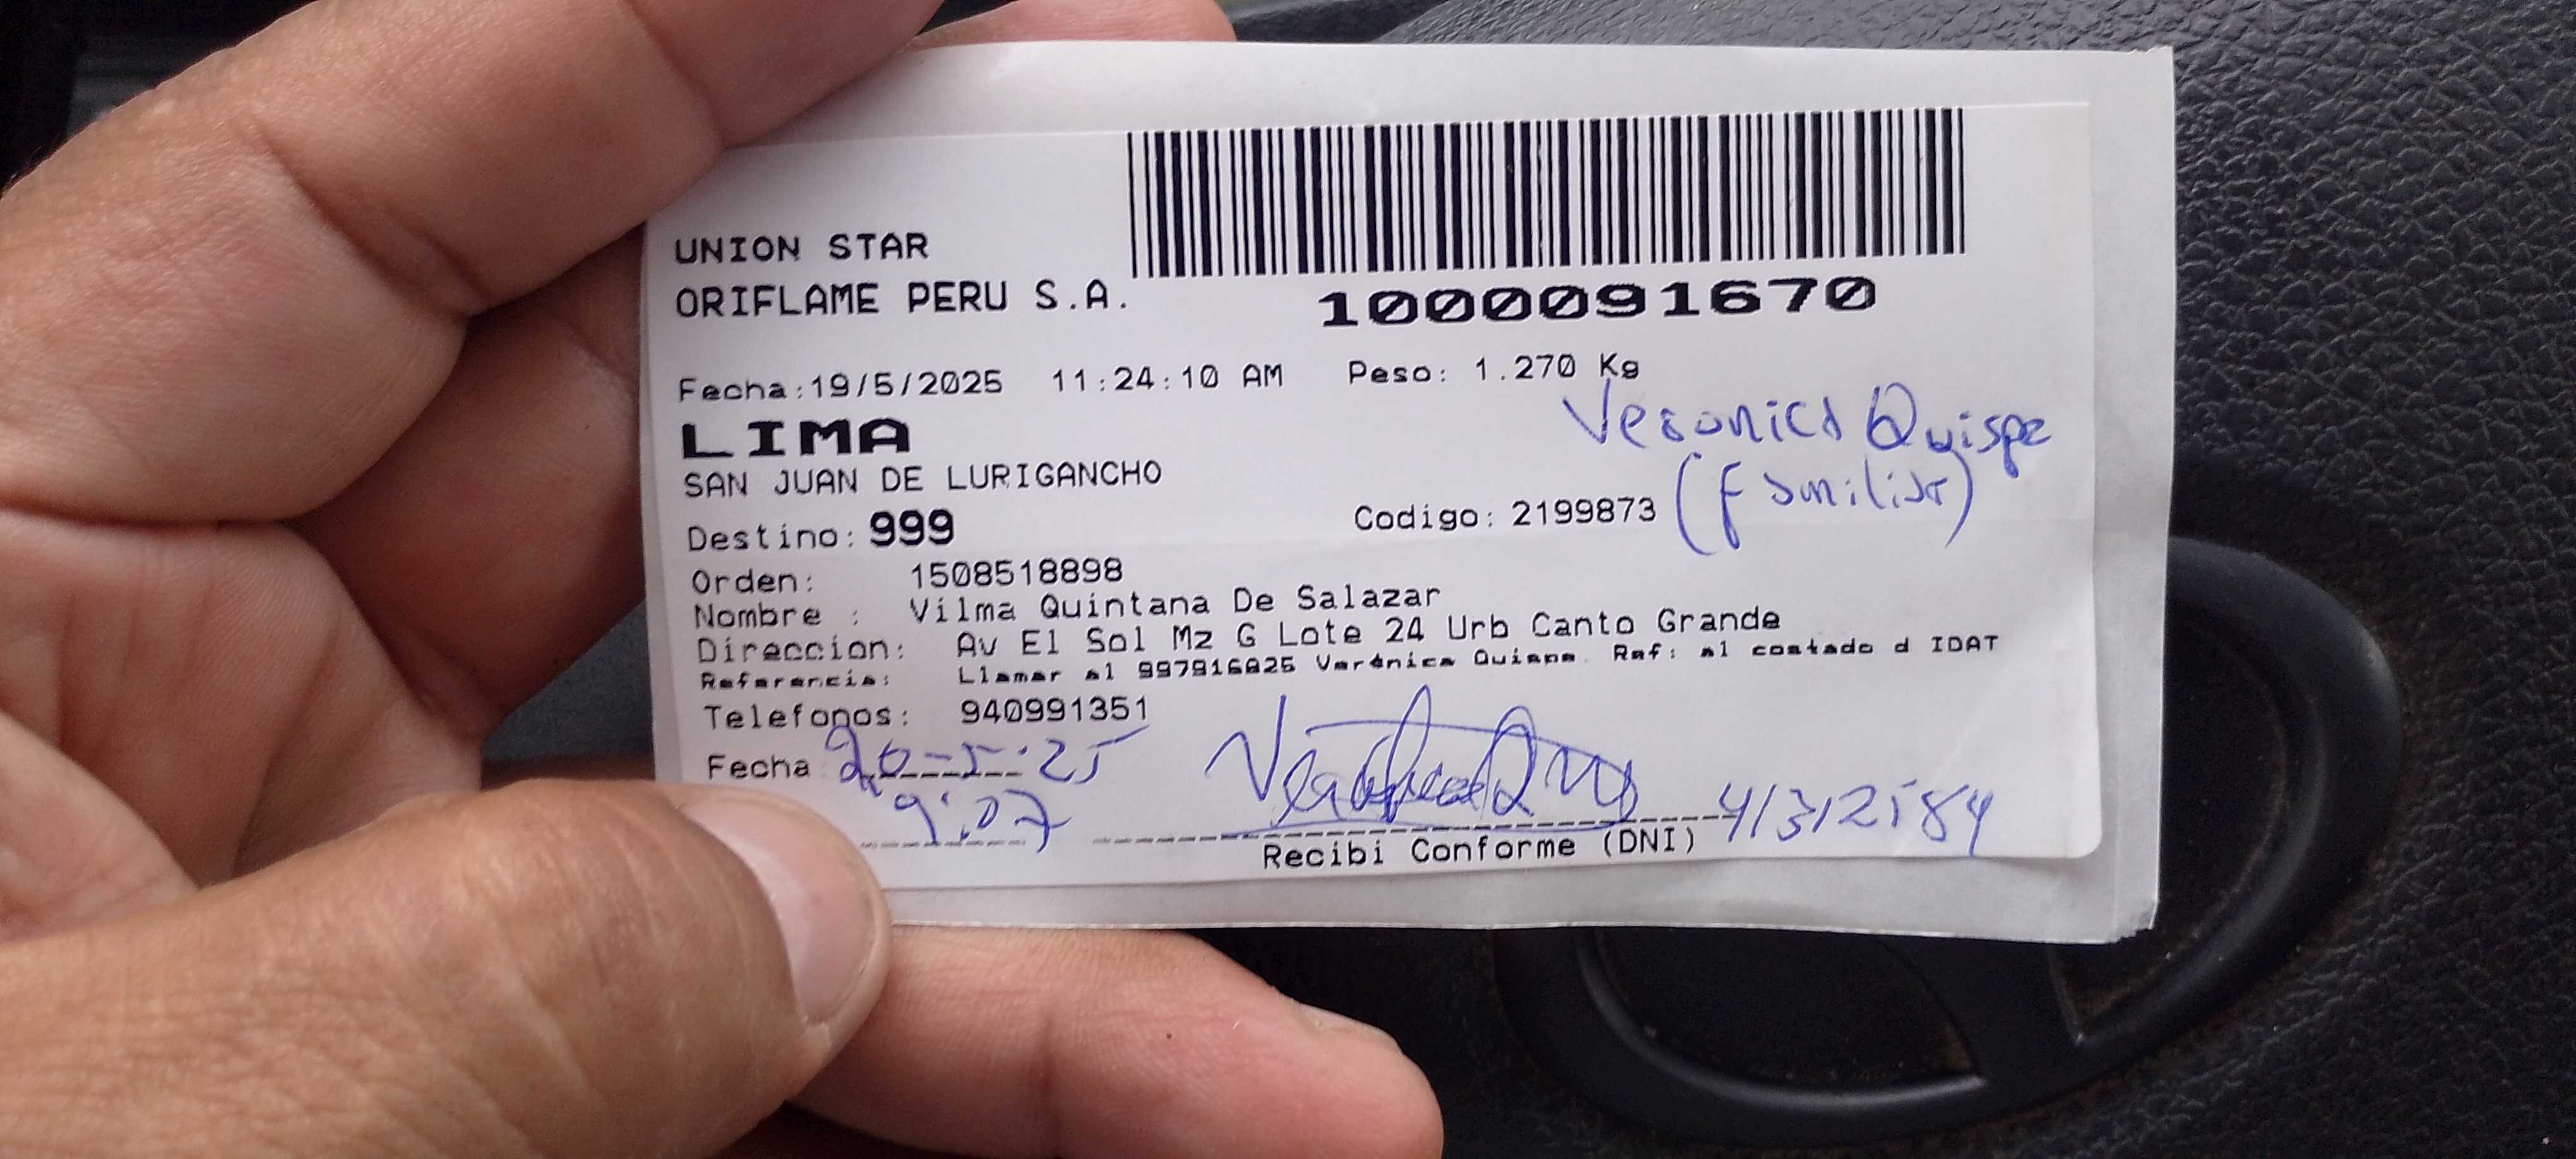 UNION STAR
ORIFLAME PERU S.A.
1000091670
Fecha:19/5/2025 11:24:10 AM Peso: 1.270 Kg
LIMA
Veronica Quispe
SAN JUAN DE LURIGANCHO
(Familiar)
Destino: 999 Codigo: 2199873
Orden: 1508518898
Nombre : Vilma Quintana De Salazar
Direccion: Av El Sol Mz G Lote 24 Urb Canto Grande
Referencia: Llamar al Verónica Quispe. Ref: al costado d IDAT
Telefonos: 940991351
Fecha 20-5-25
9:07
41312584
Recibi Conforme (DNI)